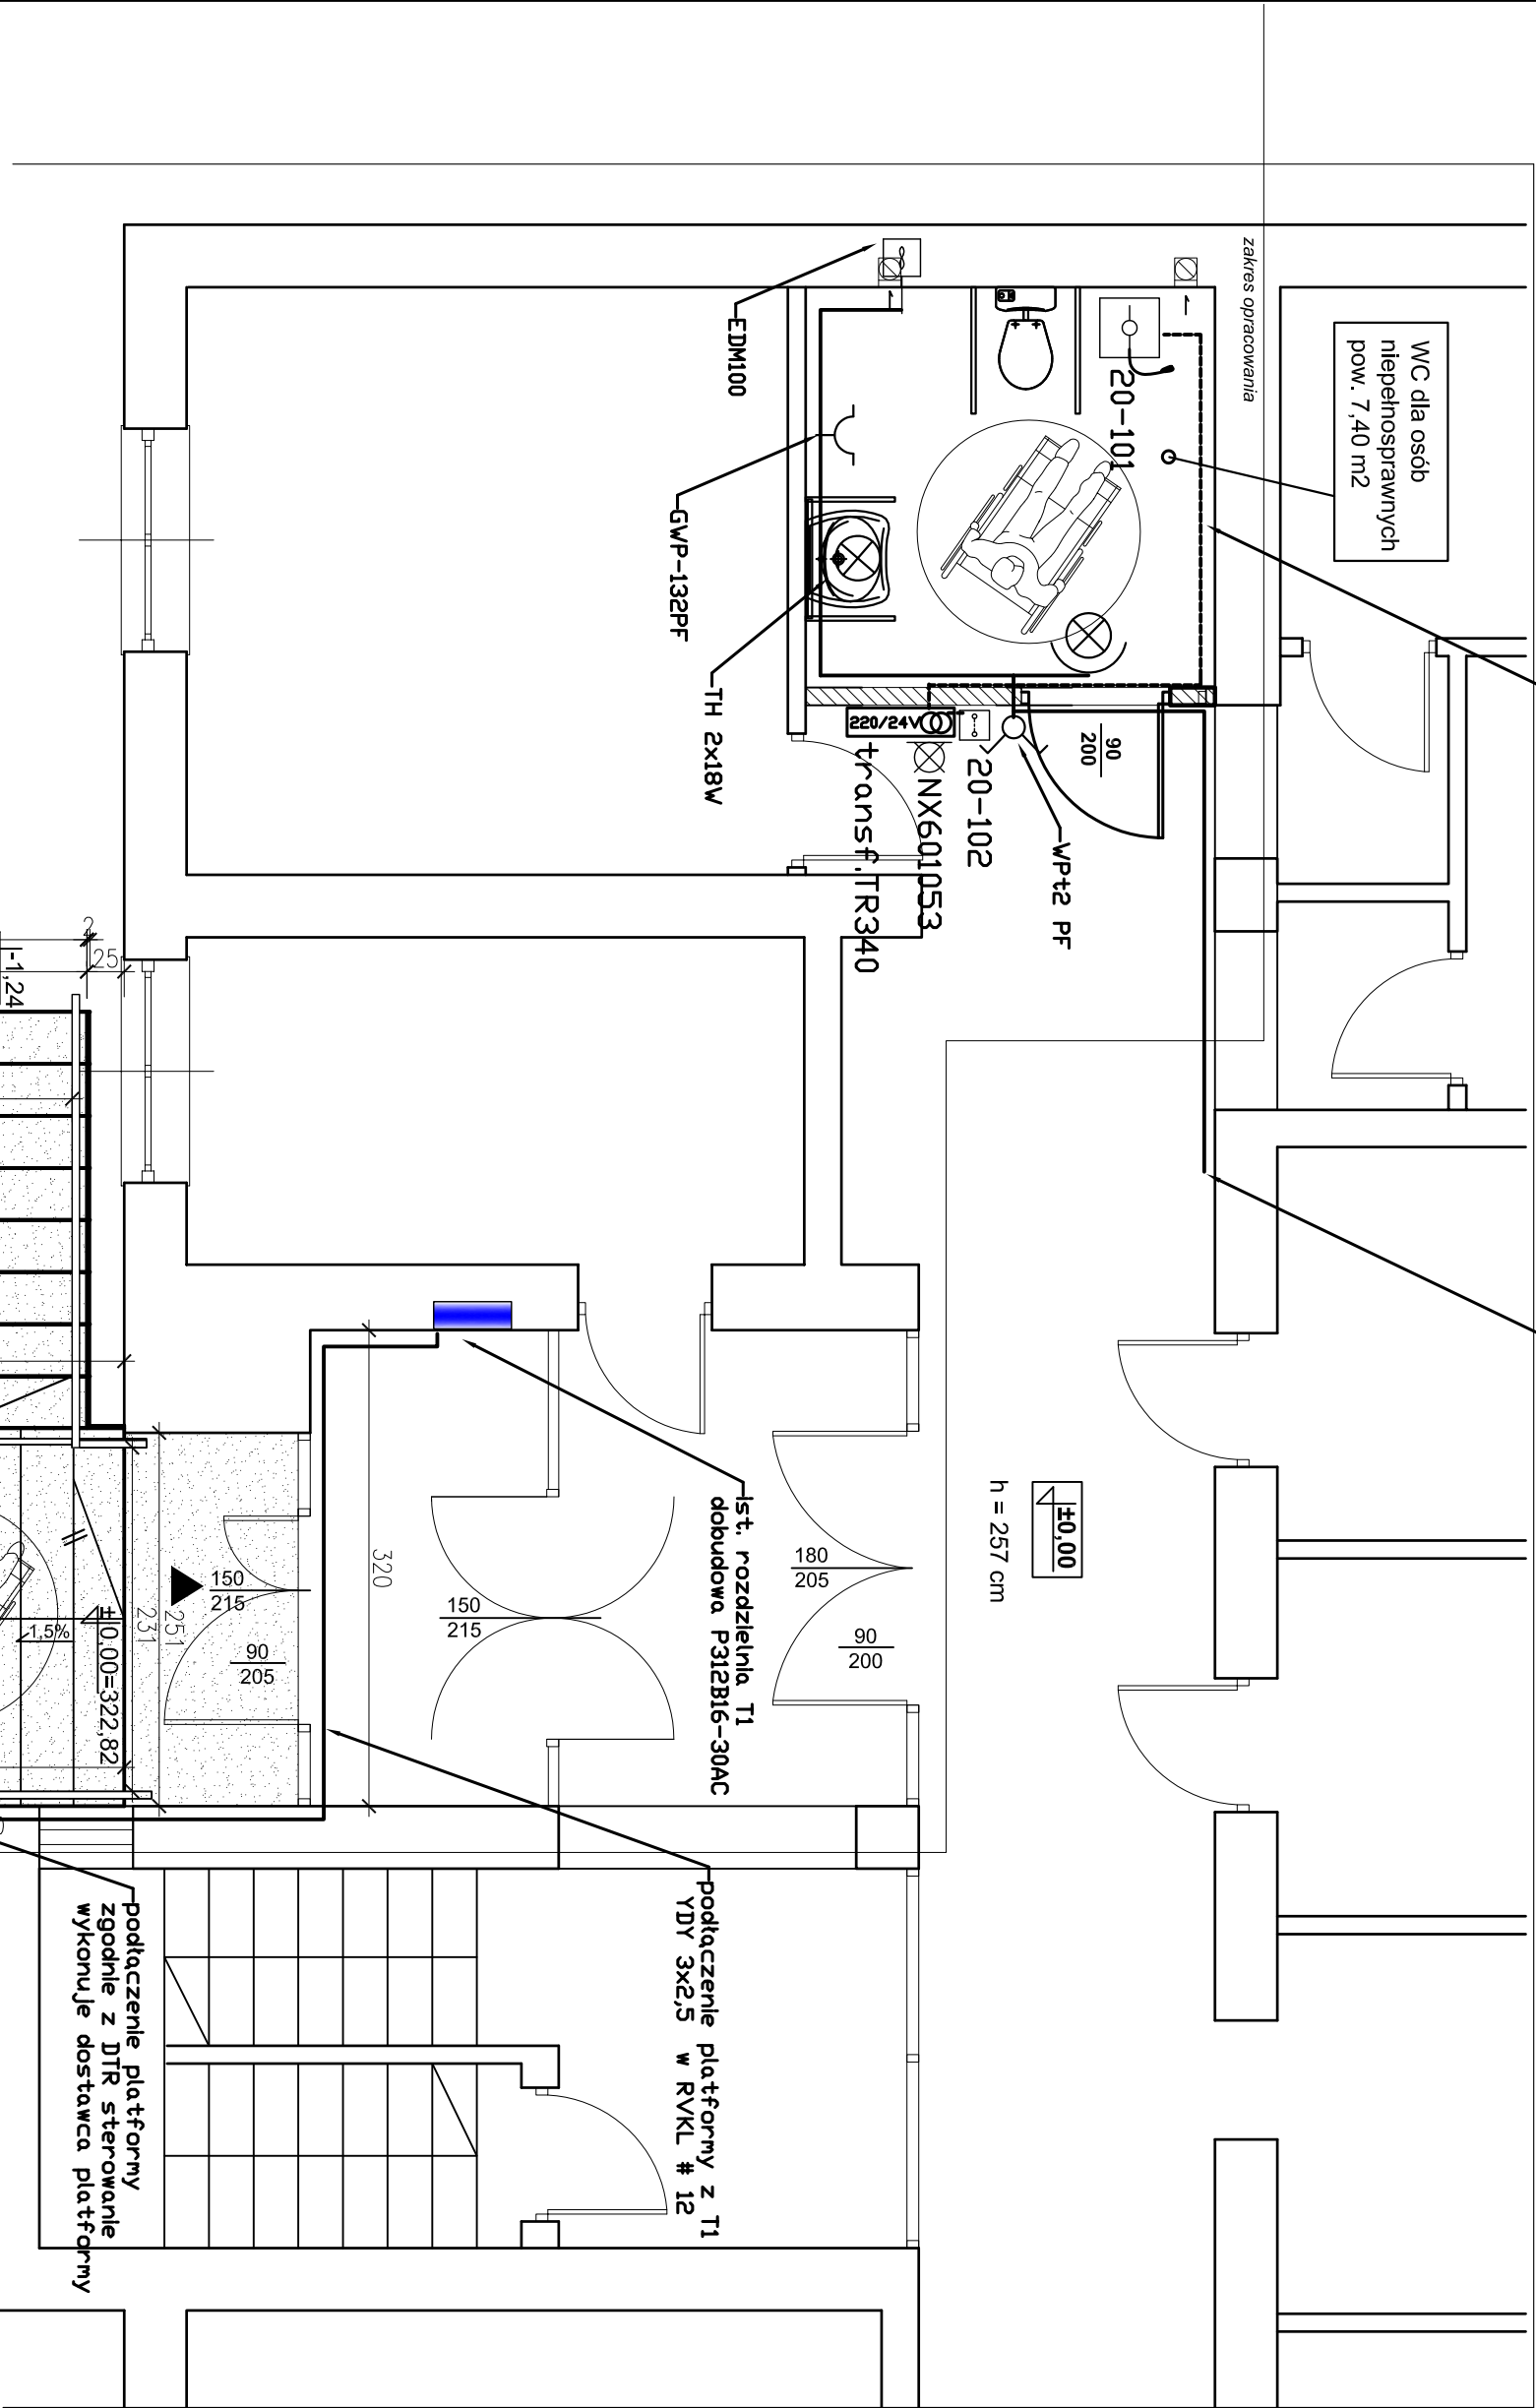 zakres opracowania
WC dla osób
niepełnosprawnych
pow. 7,40 m2
EDM100
GWP-132PF
TH 2x18W
20-101
90
200
220/24V
20-102
NX601053
transf.TR340
WPt2 PF
2
25
-1,24
±0,00
h = 257 cm
ist. rozdzielnia T1
dobudowa P312B16-30AC
180
205
90
200
150
215
320
150
215
90
205
251
231
±0,00=322,82
1,5%
podłączenie platformy z T1
YDY 3x2,5 w RVKL # 12
podłączenie platformy
zgodnie z DTR sterowanie
wykonuje dostawca platformy